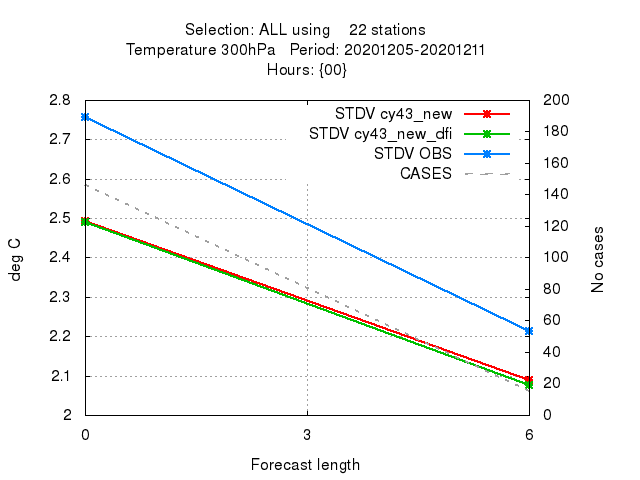 Selection: ALL using    22 stations
Temperature 300hPa   Period: 20201205-20201211
Hours: {00}
STDV cy43_new
STDV cy43_new_dfi
STDV OBS
CASES
2.8
2.7
2.6
2.5
2.4
2.3
2.2
2.1
2
deg C
200
180
160
140
120
100
80
60
40
20
0
No cases
0 3 6
Forecast length